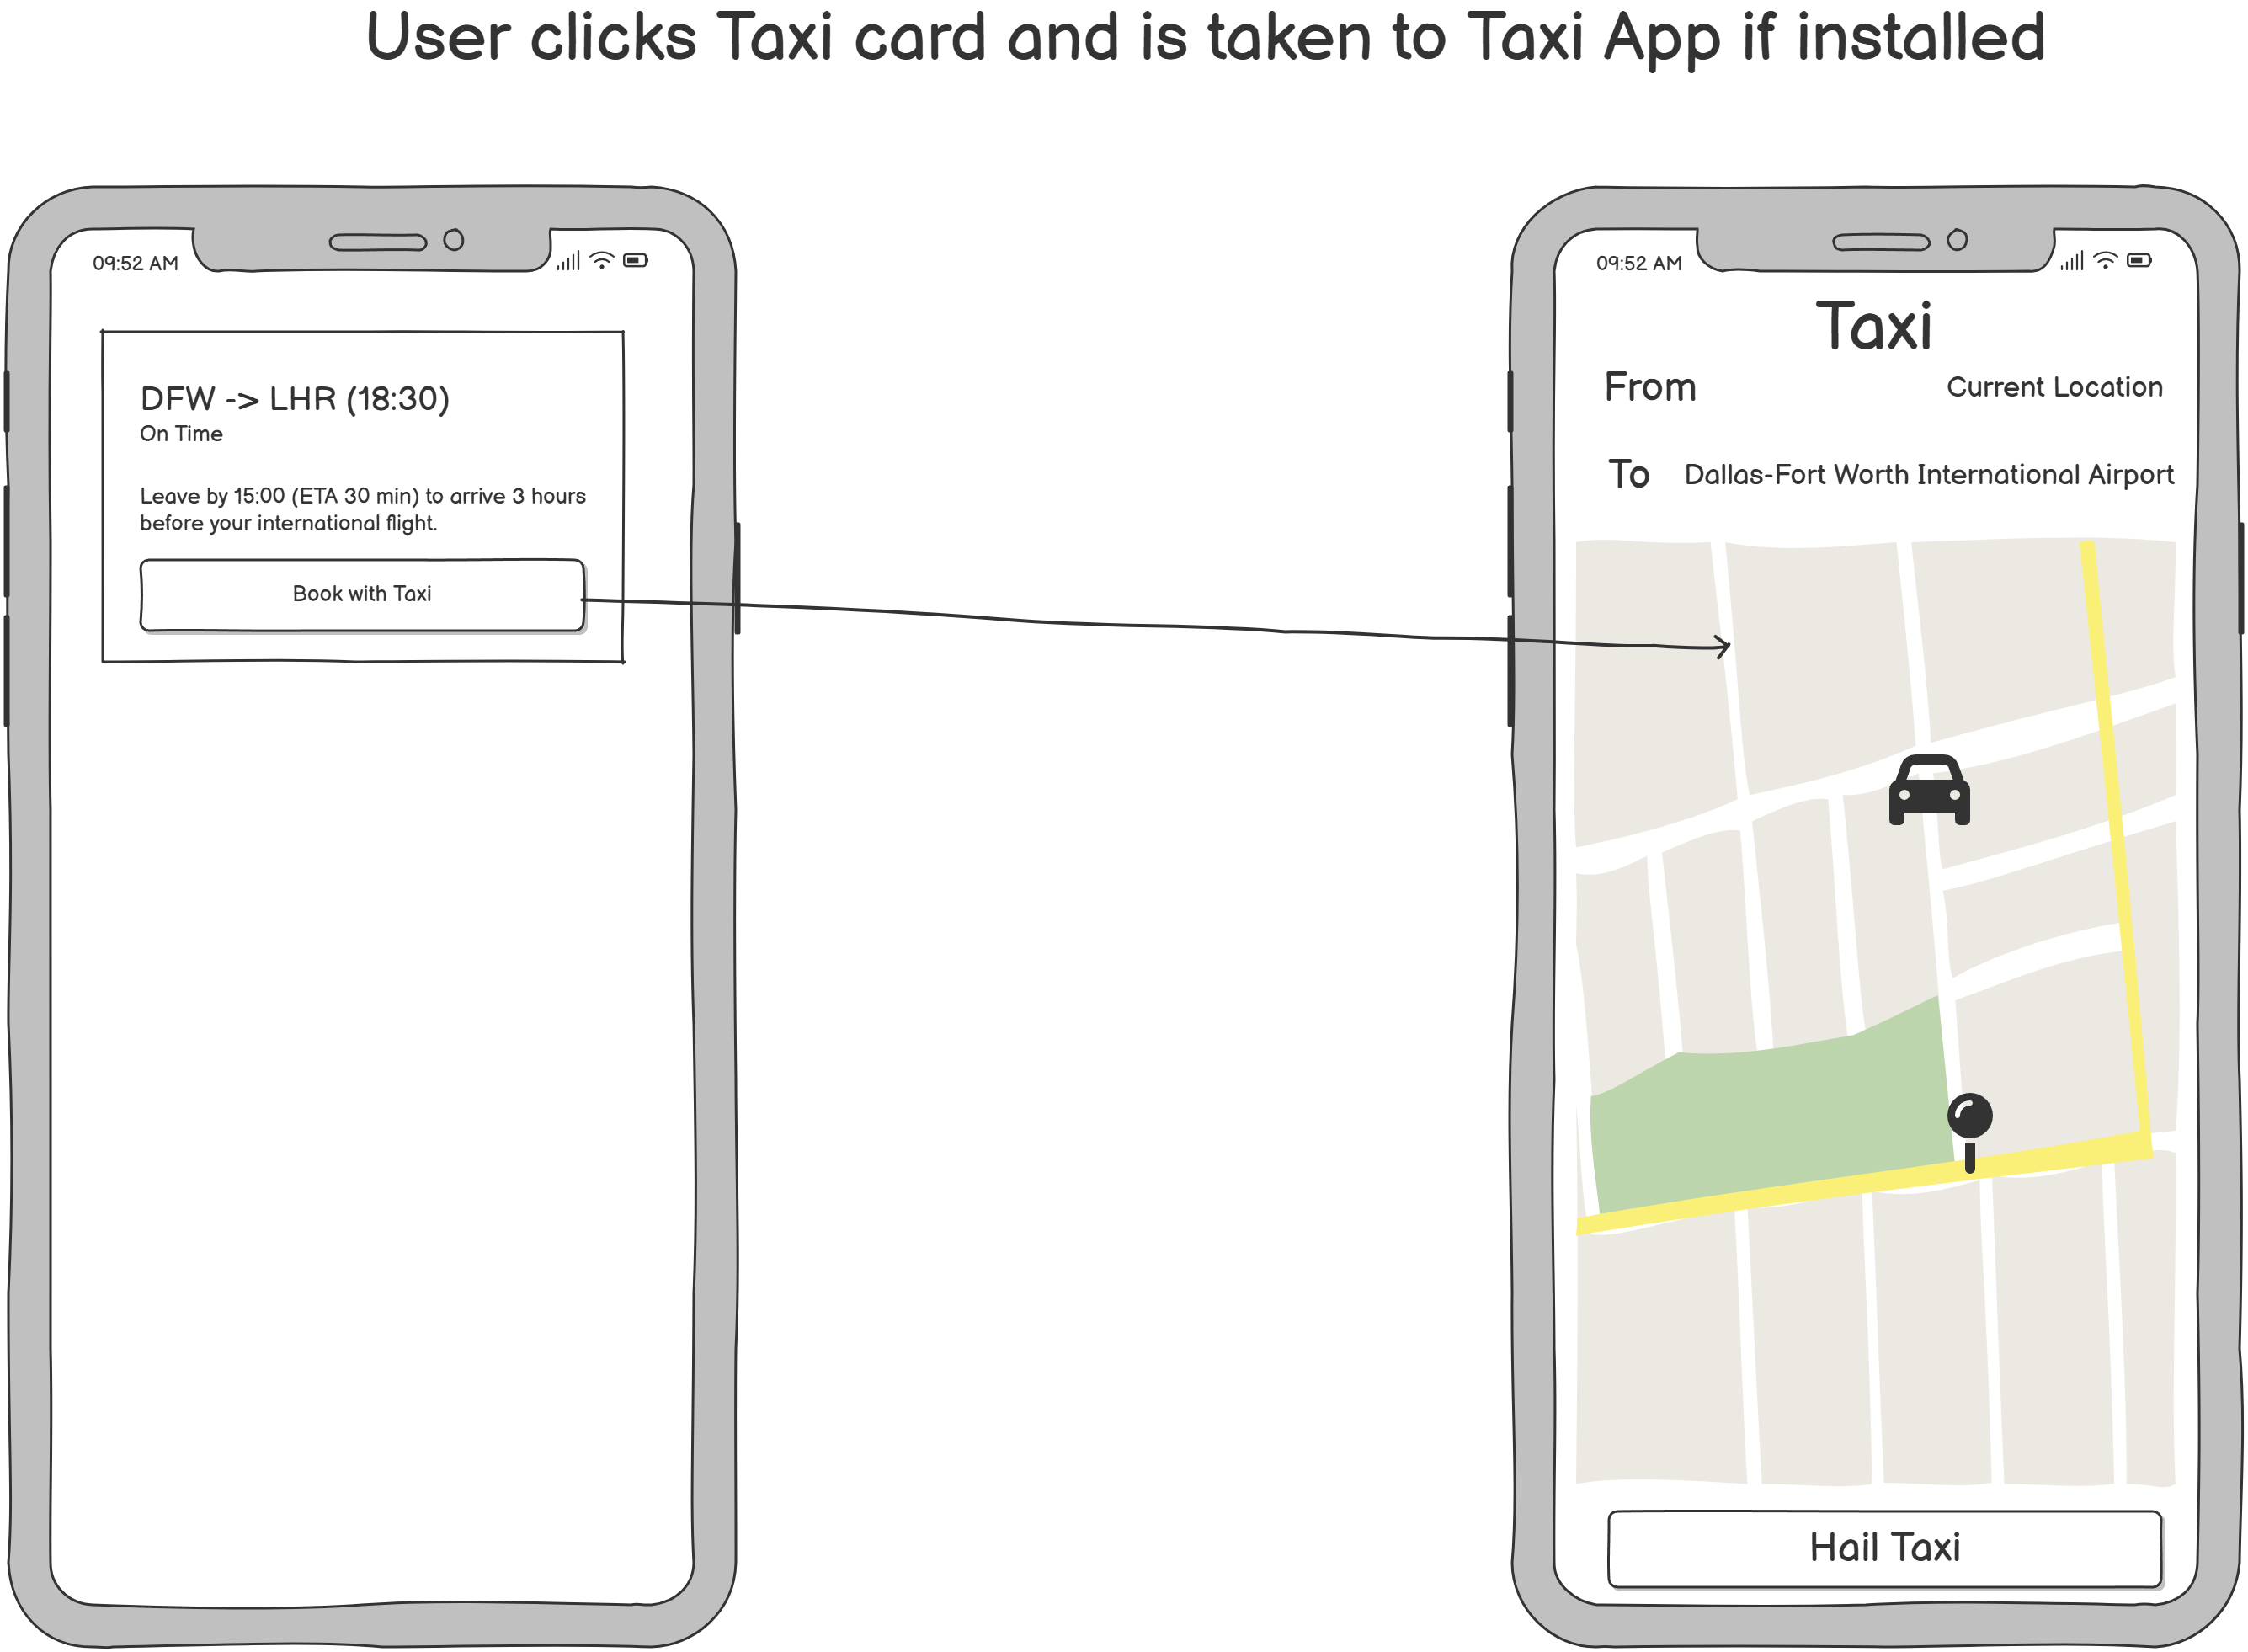 User clicks Taxi card and is taken to Taxi App if installed
09:52 AM
DFW -> LHR (18:30)
On Time
Leave by 15:00 (ETA 30 min) to arrive 3 hours
before your international flight.
Book with Taxi
09:52 AM
Taxi
From Current Location
To Dallas-Fort Worth International Airport
Hail Taxi